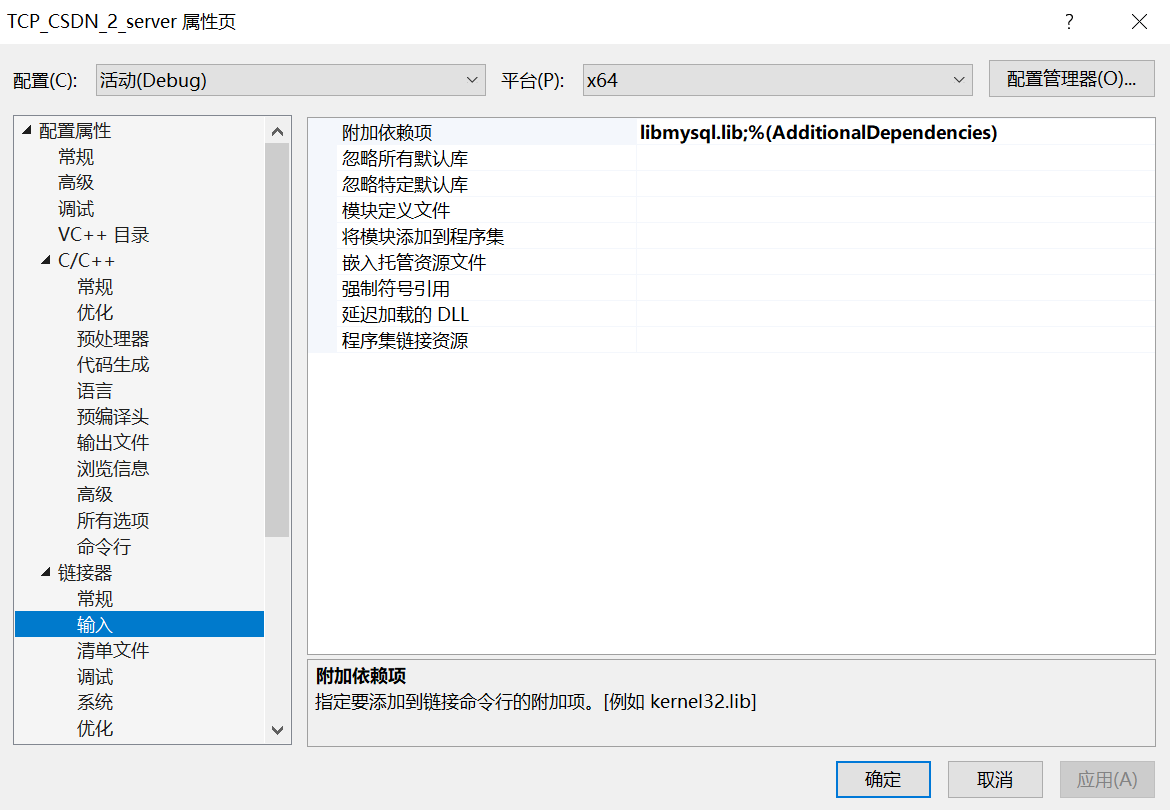 TCP_CSDN_2_server 属性页
?
配置(C): 活动(Debug) 平台(P): x64 配置管理器(O)...
配置属性
常规
高级
调试
VC++ 目录
C/C++
常规
优化
预处理器
代码生成
语言
预编译头
输出文件
浏览信息
高级
所有选项
命令行
链接器
常规
输入
清单文件
调试
系统
优化
附加依赖项 libmysql.lib;%(AdditionalDependencies)
忽略所有默认库
忽略特定默认库
模块定义文件
将模块添加到程序集
嵌入托管资源文件
强制符号引用
延迟加载的 DLL
程序集链接资源
附加依赖项
指定要添加到链接命令行的附加项。[例如 kernel32.lib]
确定 取消 应用(A)